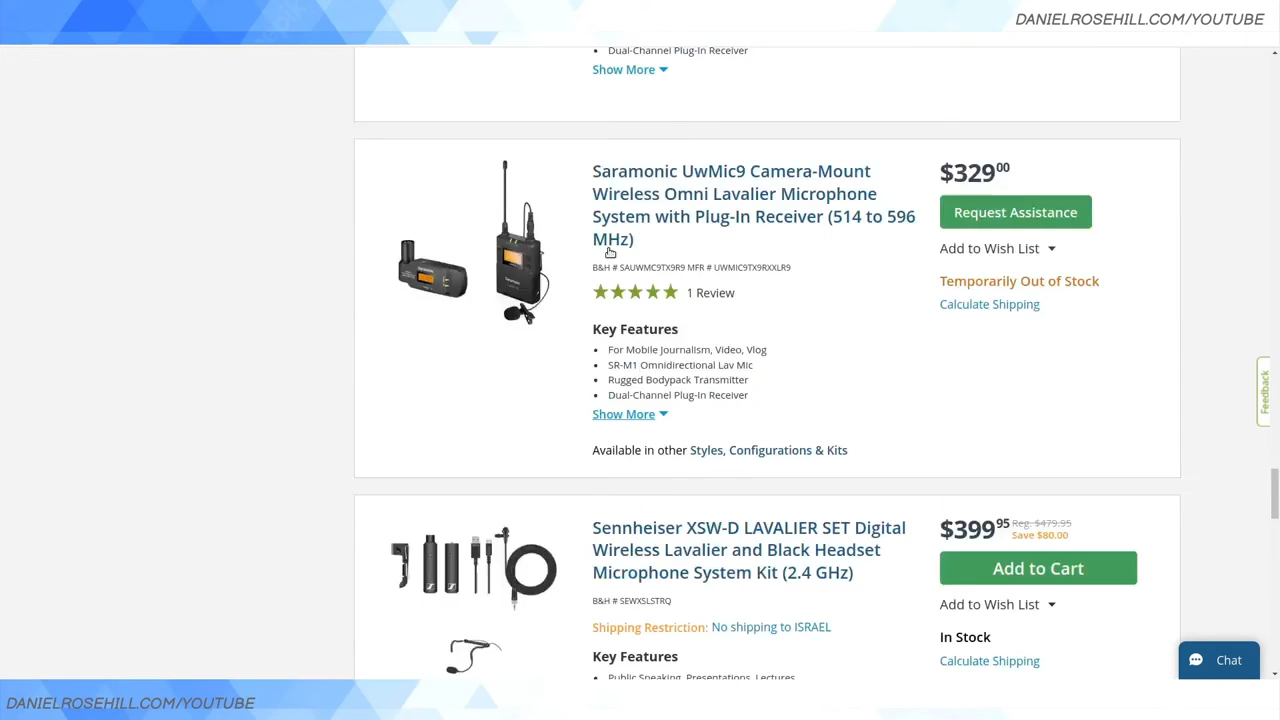 DANIELROSEHILL.COM/YOUTUBE
Dual-Channel Plug-In Receiver
Show More
Saramonic UwMic9 Camera-Mount
Wireless Omni Lavalier Microphone
System with Plug-In Receiver (514 to 596
MHz)
B&H # SAUWMC9TX9R9 MFR # UWMIC9TX9RXXLR9
1 Review
Key Features
For Mobile Journalism, Video, Vlog
SR-M1 Omnidirectional Lav Mic
Rugged Bodypack Transmitter
Dual-Channel Plug-In Receiver
Show More
Available in other Styles, Configurations & Kits
$329 00
Request Assistance
Add to Wish List
Temporarily Out of Stock
Calculate Shipping
Feedback
Sennheiser XSW-D LAVALIER SET Digital
Wireless Lavalier and Black Headset
Microphone System Kit (2.4 GHz)
B&H # SEWXSLSTRQ
Shipping Restriction: No shipping to ISRAEL
Key Features
Public Speaking, Presentations, Lectures
$399 95 Reg. $479.95
Save $80.00
Add to Cart
Add to Wish List
In Stock
Calculate Shipping
Chat
DANIELROSEHILL.COM/YOUTUBE